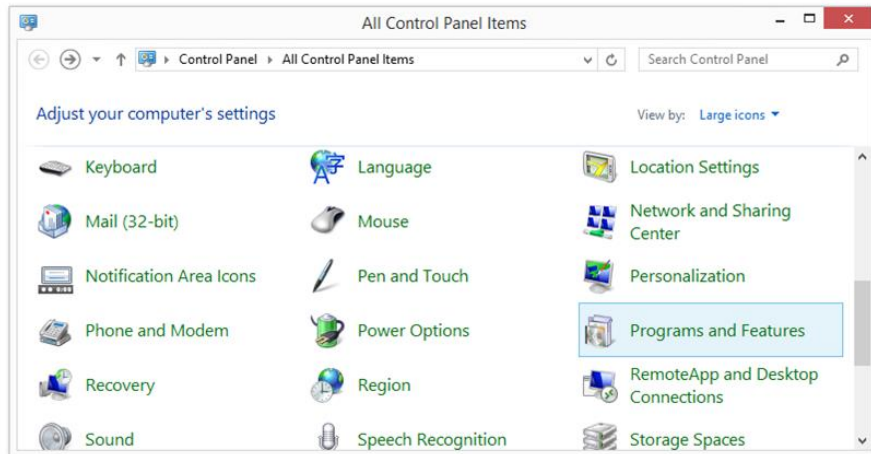 All Control Panel Items
Control Panel All Control Panel Items Search Control Panel
Adjust your computer's settings View by: Large icons
Keyboard Language Location Settings
Mail (32-bit) Mouse Network and Sharing
Center
Notification Area Icons Pen and Touch Personalization
Phone and Modem Power Options Programs and Features
Recovery Region RemoteApp and Desktop
Connections
Sound Speech Recognition Storage Spaces